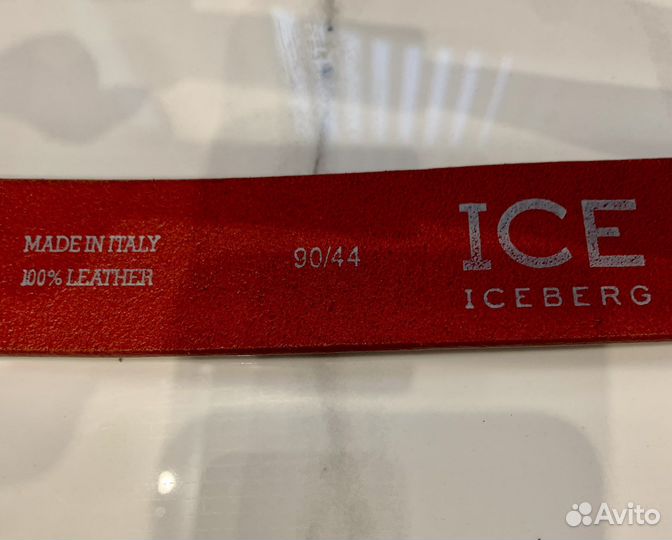 MADE IN ITALY
100% LEATHER
90/44
ICE
ICEBERG
Avito